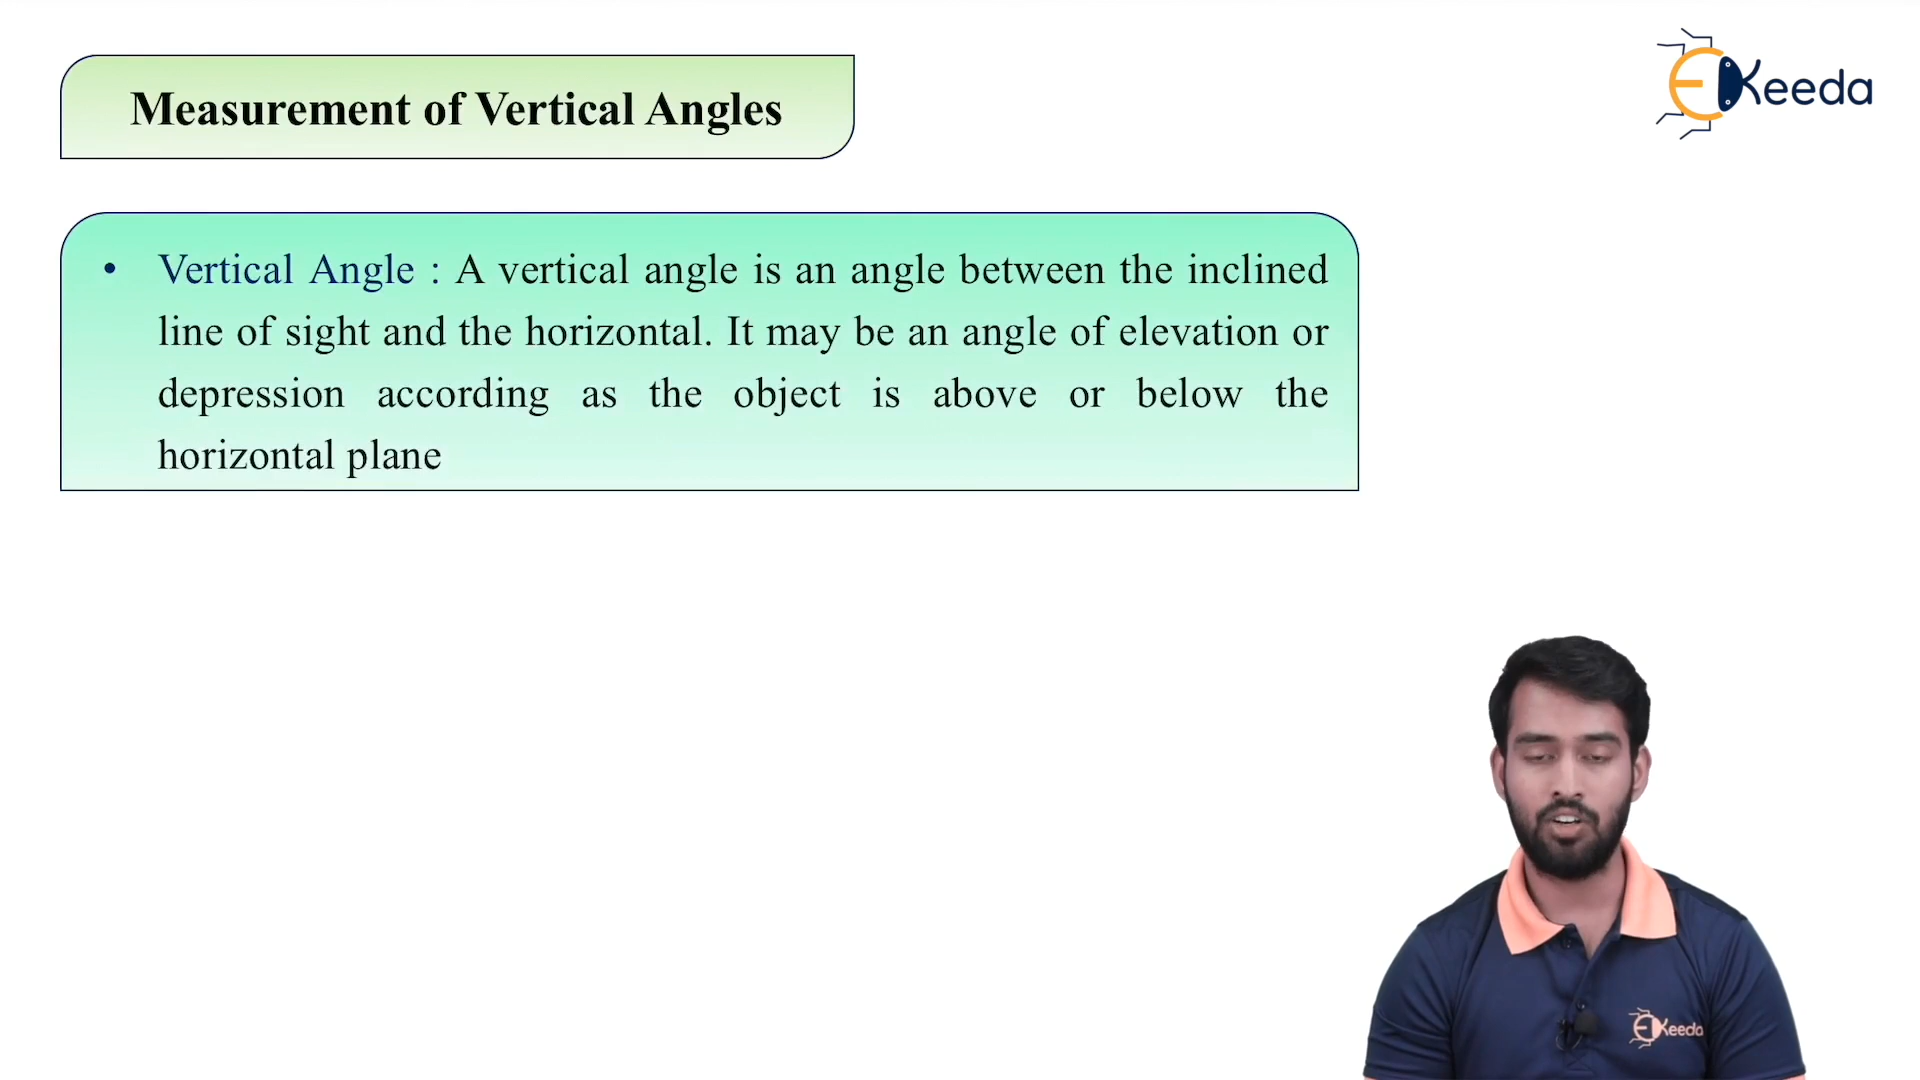 EKeeda
Measurement of Vertical Angles
• Vertical Angle : A vertical angle is an angle between the inclined
line of sight and the horizontal. It may be an angle of elevation or
depression according as the object is above or below the
horizontal plane
EKeeda